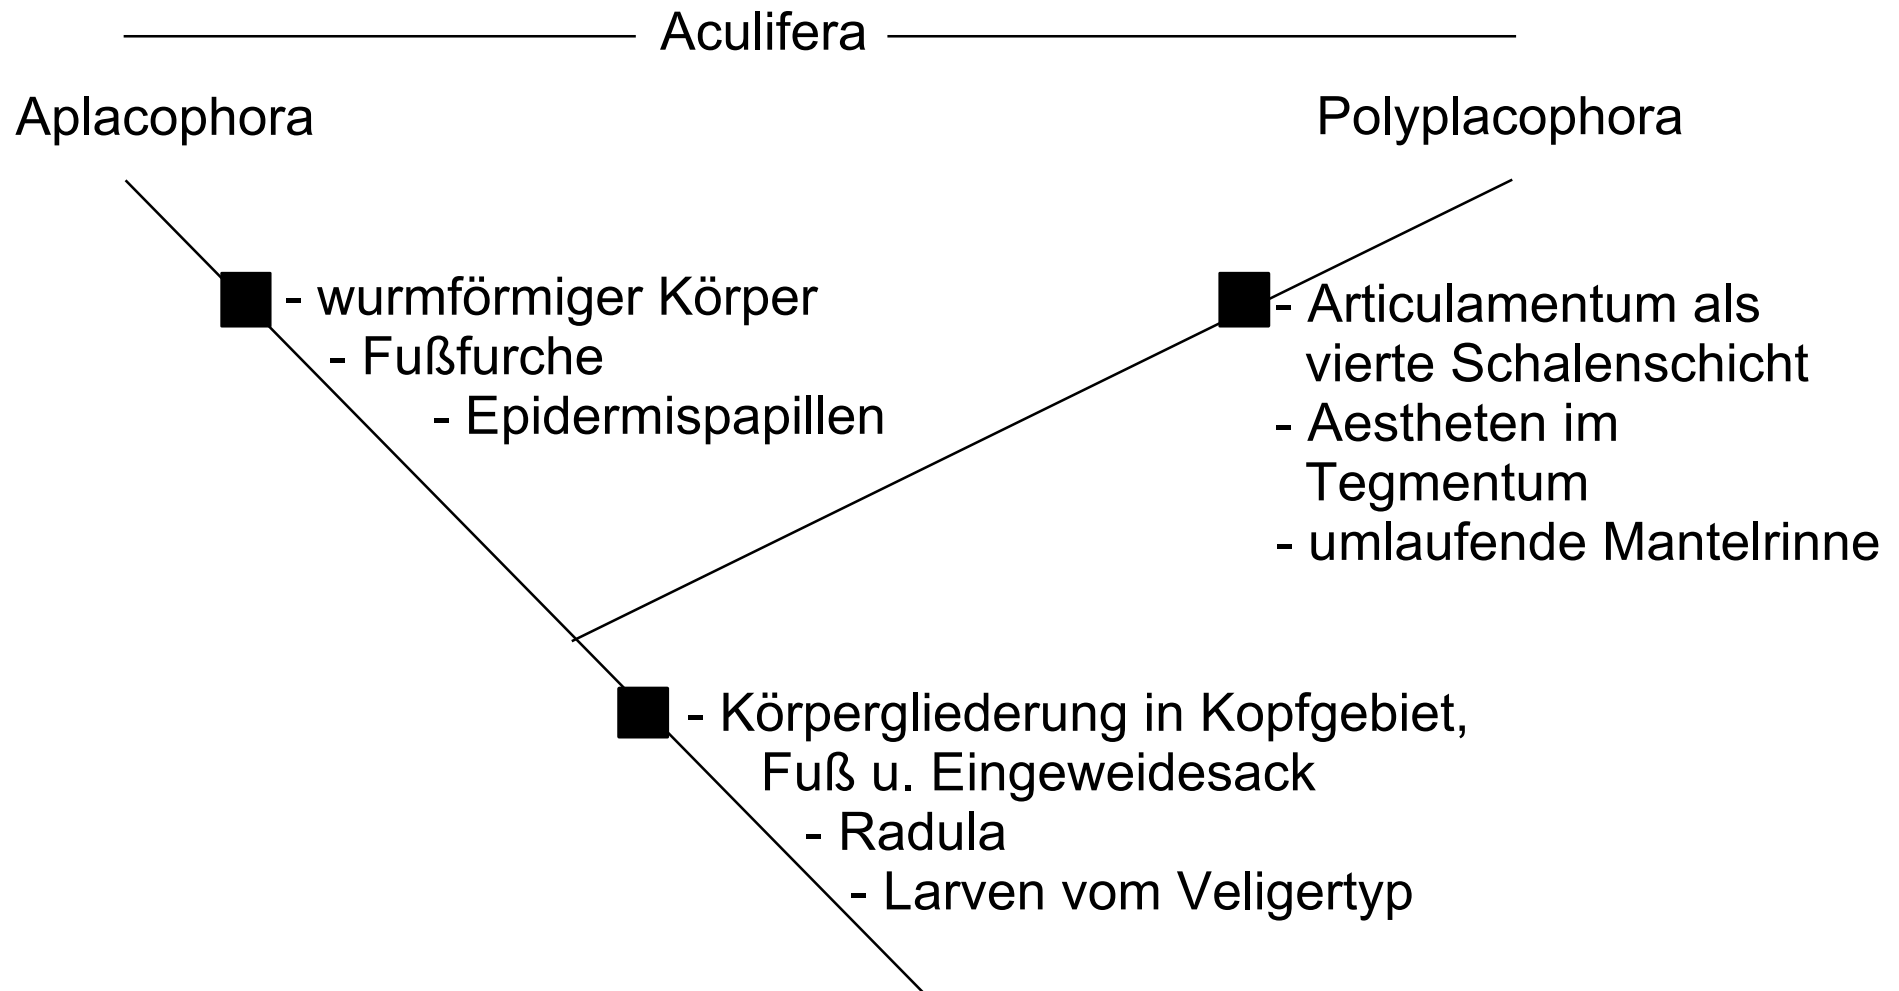 Aculifera
Aplacophora
Polyplacophora
- wurmförmiger Körper
- Fußfurche
- Epidermispapillen
- Articulamentum als
vierte Schalenschicht
- Aestheten im
Tegmentum
- umlaufende Mantelrinne
- Körpergliederung in Kopfgebiet,
Fuß u. Eingeweidesack
- Radula
- Larven vom Veligertyp